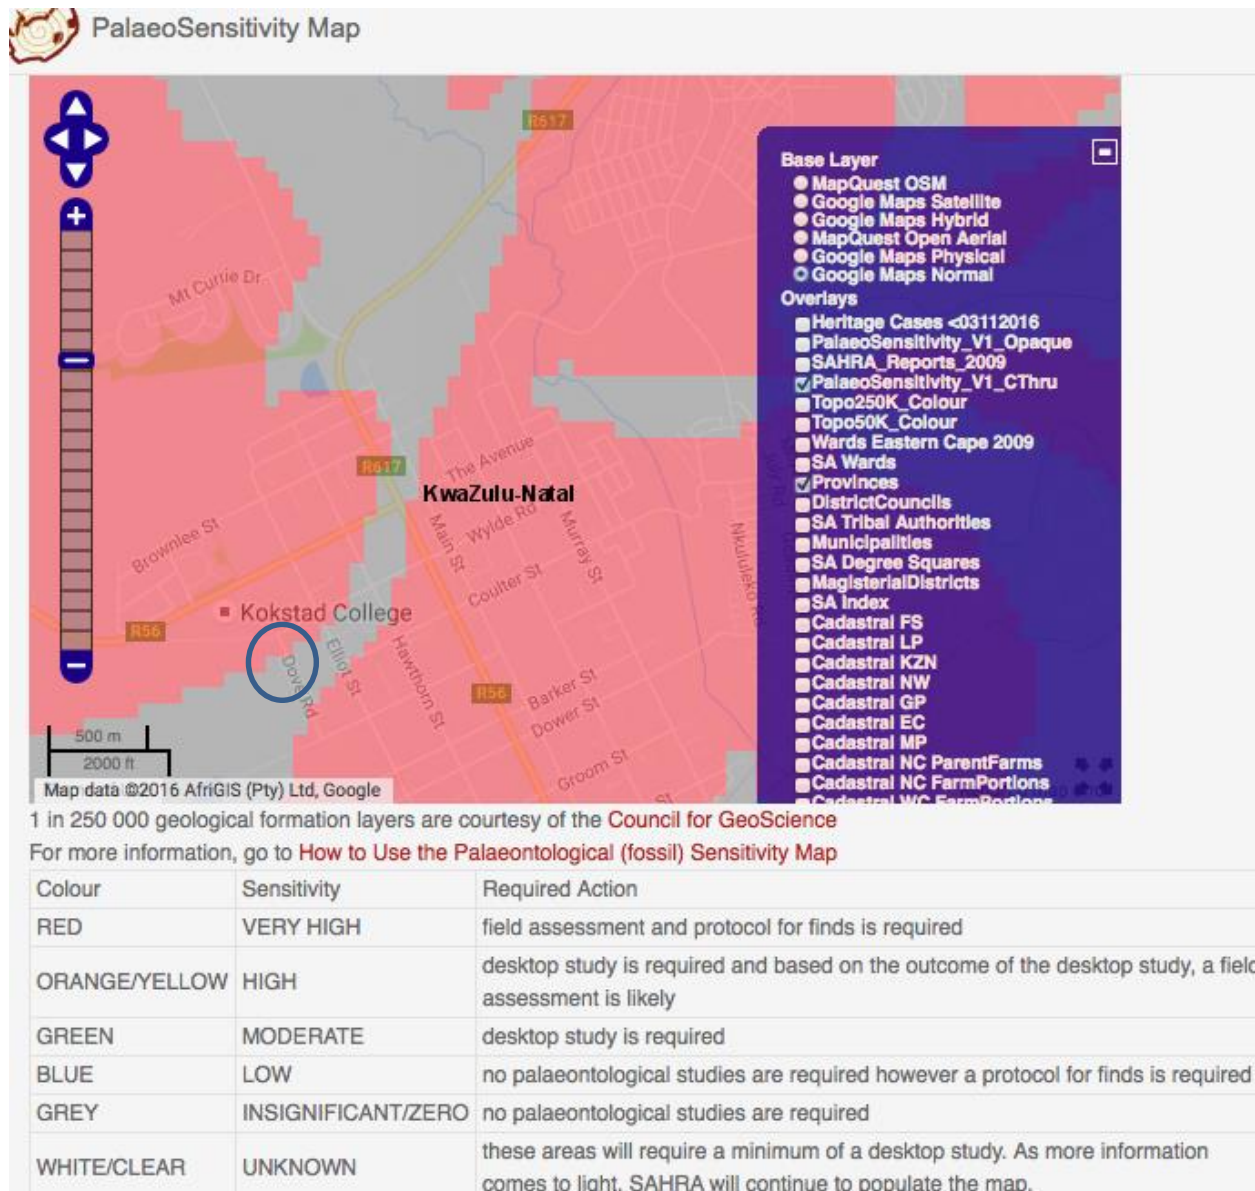 PalaeoSensitivity Map
R617
Mt Currie Dr
R617
The Avenue
KwaZulu-Natal
Main St
Wylde Rd
Murray St
Brownlee St
Coulter St
Nkululeko Rd
Kokstad College
R56
Dove Rd
Elliot St
Hawthorn St
R56
Barker St
Dower St
Groom St
St
500 m
2000 ft
Map data ©2016 AfriGIS (Pty) Ltd, Google
Base Layer
MapQuest OSM
Google Maps Satellite
Google Maps Hybrid
MapQuest Open Aerial
Google Maps Physical
Google Maps Normal
Overlays
Heritage Cases <03112016
PalaeoSensitivity_V1_Opaque
SAHRA_Reports_2009
PalaeoSensitivity_V1_CThru
Topo250K_Colour
Topo50K_Colour
Wards Eastern Cape 2009
SA Wards
Provinces
DistrictCouncils
SA Tribal Authorities
Municipalities
SA Degree Squares
MagisterialDistricts
SA Index
Cadastral FS
Cadastral LP
Cadastral KZN
Cadastral NW
Cadastral GP
Cadastral EC
Cadastral MP
Cadastral NC ParentFarms
Cadastral NC FarmPortions
Cadastral WC FarmPortions
1 in 250 000 geological formation layers are courtesy of the Council for GeoScience
For more information, go to How to Use the Palaeontological (fossil) Sensitivity Map
Colour Sensitivity Required Action
RED VERY HIGH field assessment and protocol for finds is required
ORANGE/YELLOW HIGH desktop study is required and based on the outcome of the desktop study, a field
assessment is likely
GREEN MODERATE desktop study is required
BLUE LOW no palaeontological studies are required however a protocol for finds is required
GREY INSIGNIFICANT/ZERO no palaeontological studies are required
WHITE/CLEAR UNKNOWN these areas will require a minimum of a desktop study. As more information
comes to light, SAHRA will continue to populate the map.